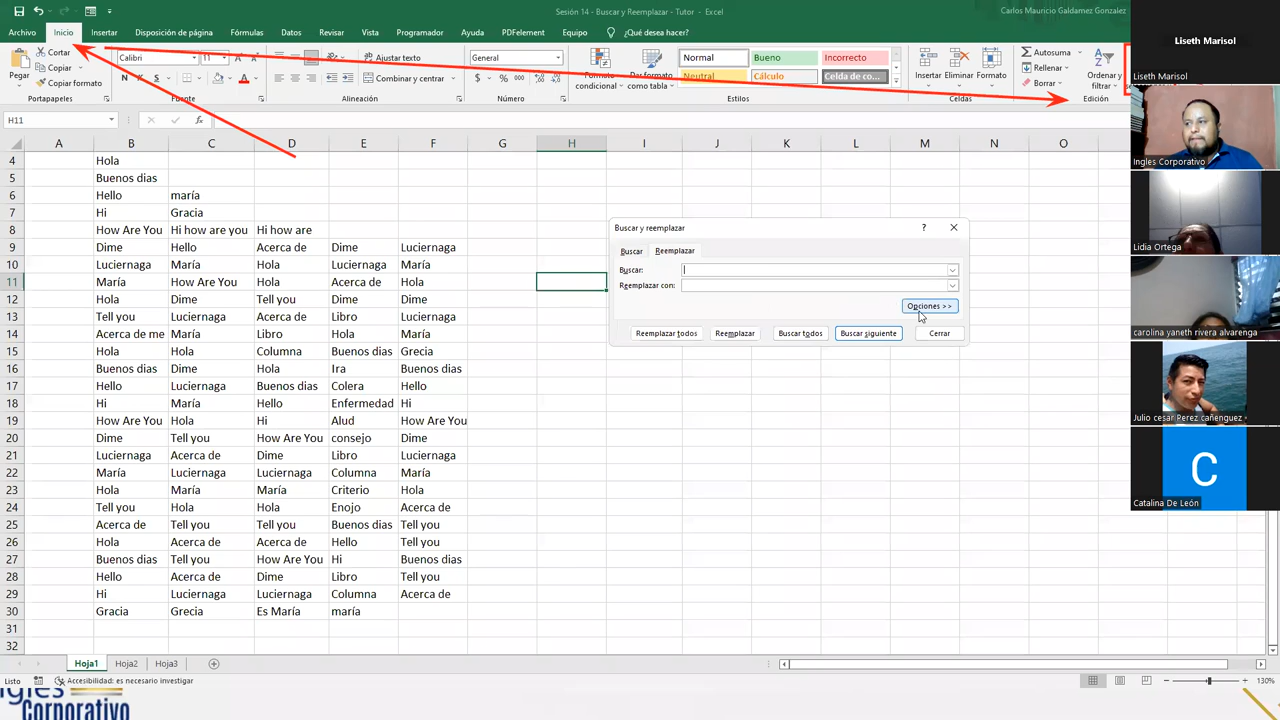 Sesión 14 - Buscar y Reemplazar - Tutor - Excel
Carlos Mauricio Galdamez Gonzalez
Archivo Inicio Insertar Disposición de página Fórmulas Datos Revisar Vista Programador Ayuda PDFelement Equipo ¿Qué desea hacer?
Pegar
Cortar
Copiar
Copiar formato
Portapapeles
Calibri 11
N K S
Fuente
Ajustar texto
Combinar y centrar
Alineación
General
$ % 000
Número
Formato condicional
Dar formato como tabla
Normal Bueno Incorrecto
Neutral Cálculo Celda de co...
Estilos
Insertar Eliminar Formato
Celdas
Autosuma
Rellenar
Borrar
Ordenar y filtrar
Edición
H11
fx
A B C D E F G H I J K L M N O
4 Hola
5 Buenos dias
6 Hello maría
7 Hi Gracia
8 How Are You Hi how are you Hi how are
9 Dime Hello Acerca de Dime Luciernaga
10 Luciernaga María Hola Luciernaga María
11 María How Are You Hola Acerca de Hola
12 Hola Dime Tell you Dime Dime
13 Tell you Luciernaga Acerca de Libro Luciernaga
14 Acerca de me María Libro Hola María
15 Hola Hola Columna Buenos dias Grecia
16 Buenos dias Dime Hola Ira Buenos dias
17 Hello Luciernaga Buenos dias Colera Hello
18 Hi María Hello Enfermedad Hi
19 How Are You Hola Hi Alud How Are You
20 Dime Tell you How Are You consejo Dime
21 Luciernaga Acerca de Dime Libro Luciernaga
22 María Luciernaga Luciernaga Columna María
23 Hola María María Criterio Hola
24 Tell you Hola Hola Enojo Acerca de
25 Acerca de Tell you Tell you Buenos dias Tell you
26 Hola Acerca de Acerca de Hello Tell you
27 Buenos dias Tell you How Are You Hi Buenos dias
28 Hello Acerca de Dime Libro Tell you
29 Hi Luciernaga Luciernaga Columna Acerca de
30 Gracia Grecia Es María maría
31
32
Buscar y reemplazar ?
Buscar Reemplazar
Buscar:
Reemplazar con:
Opciones >>
Reemplazar todos Reemplazar Buscar todos Buscar siguiente Cerrar
Liseth Marisol
Liseth Marisol
Ingles Corporativo
Lidia Ortega
carolina yaneth rivera alvarenga
Julio cesar Perez cañenguez
C
Catalina De León
Hoja1 Hoja2 Hoja3
Listo Accesibilidad: es necesario investigar 130%
Ingles
Corporativo